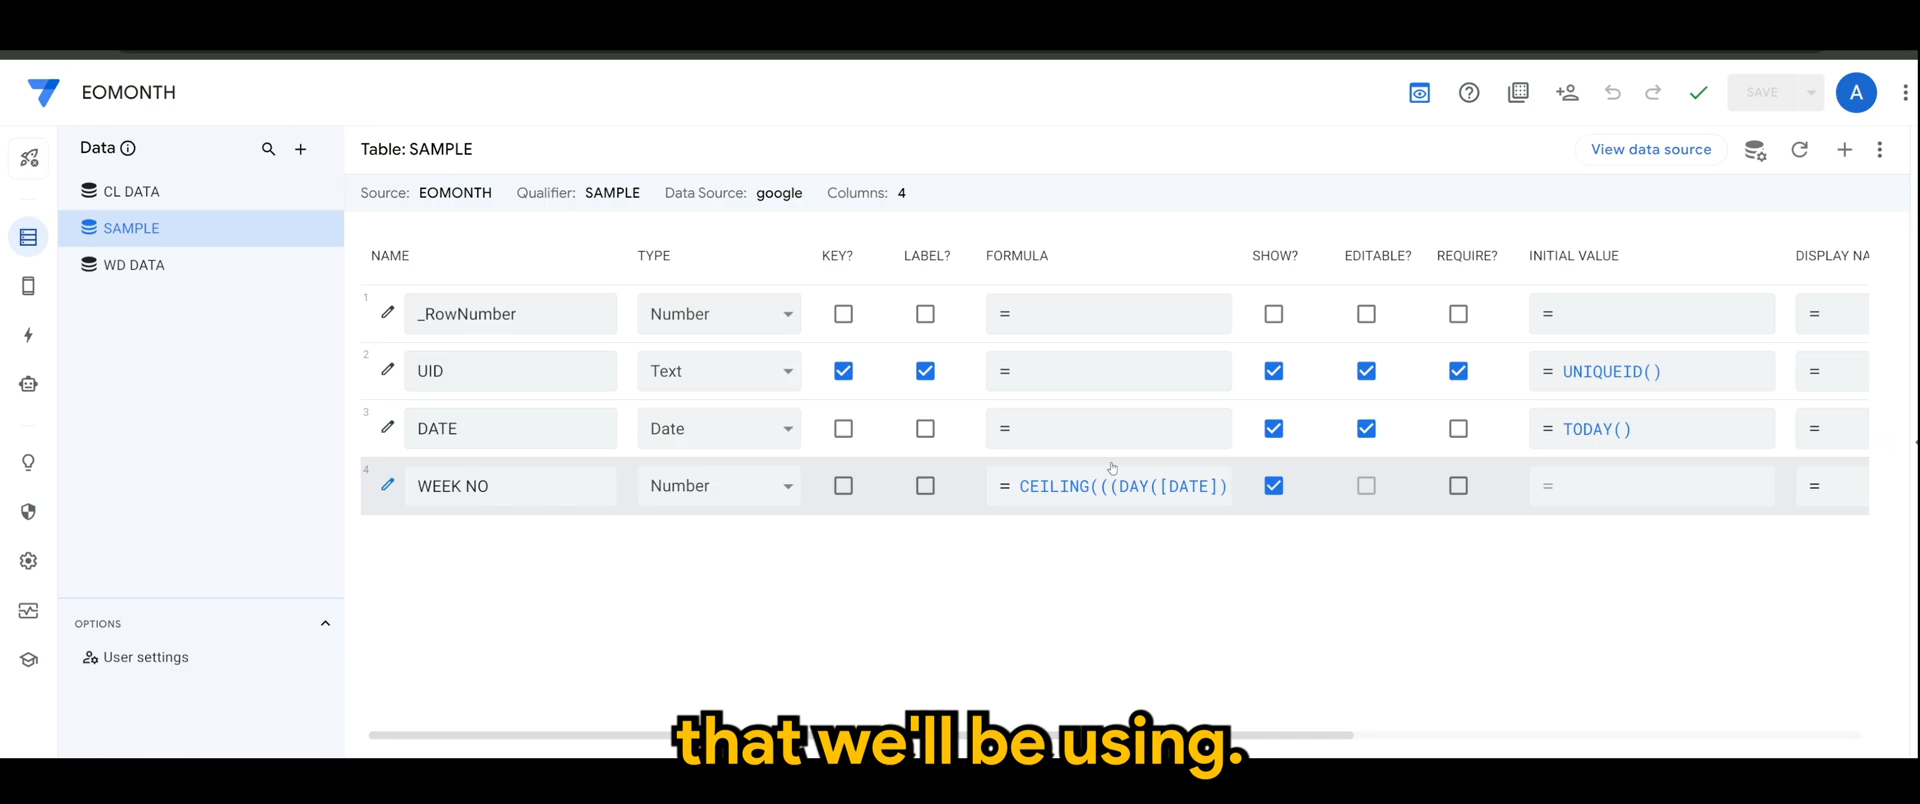 EOMONTH
SAVE
A
Data
CL DATA
SAMPLE
WD DATA
OPTIONS
User settings
Table: SAMPLE
View data source
Source: EOMONTH Qualifier: SAMPLE Data Source: google Columns: 4
NAME TYPE KEY? LABEL? FORMULA SHOW? EDITABLE? REQUIRE? INITIAL VALUE DISPLAY NA
1 _RowNumber Number = = =
2 UID Text = = UNIQUEID() =
3 DATE Date = = TODAY() =
4 WEEK NO Number = CEILING(((DAY([DATE]) = =
that we'll be using.